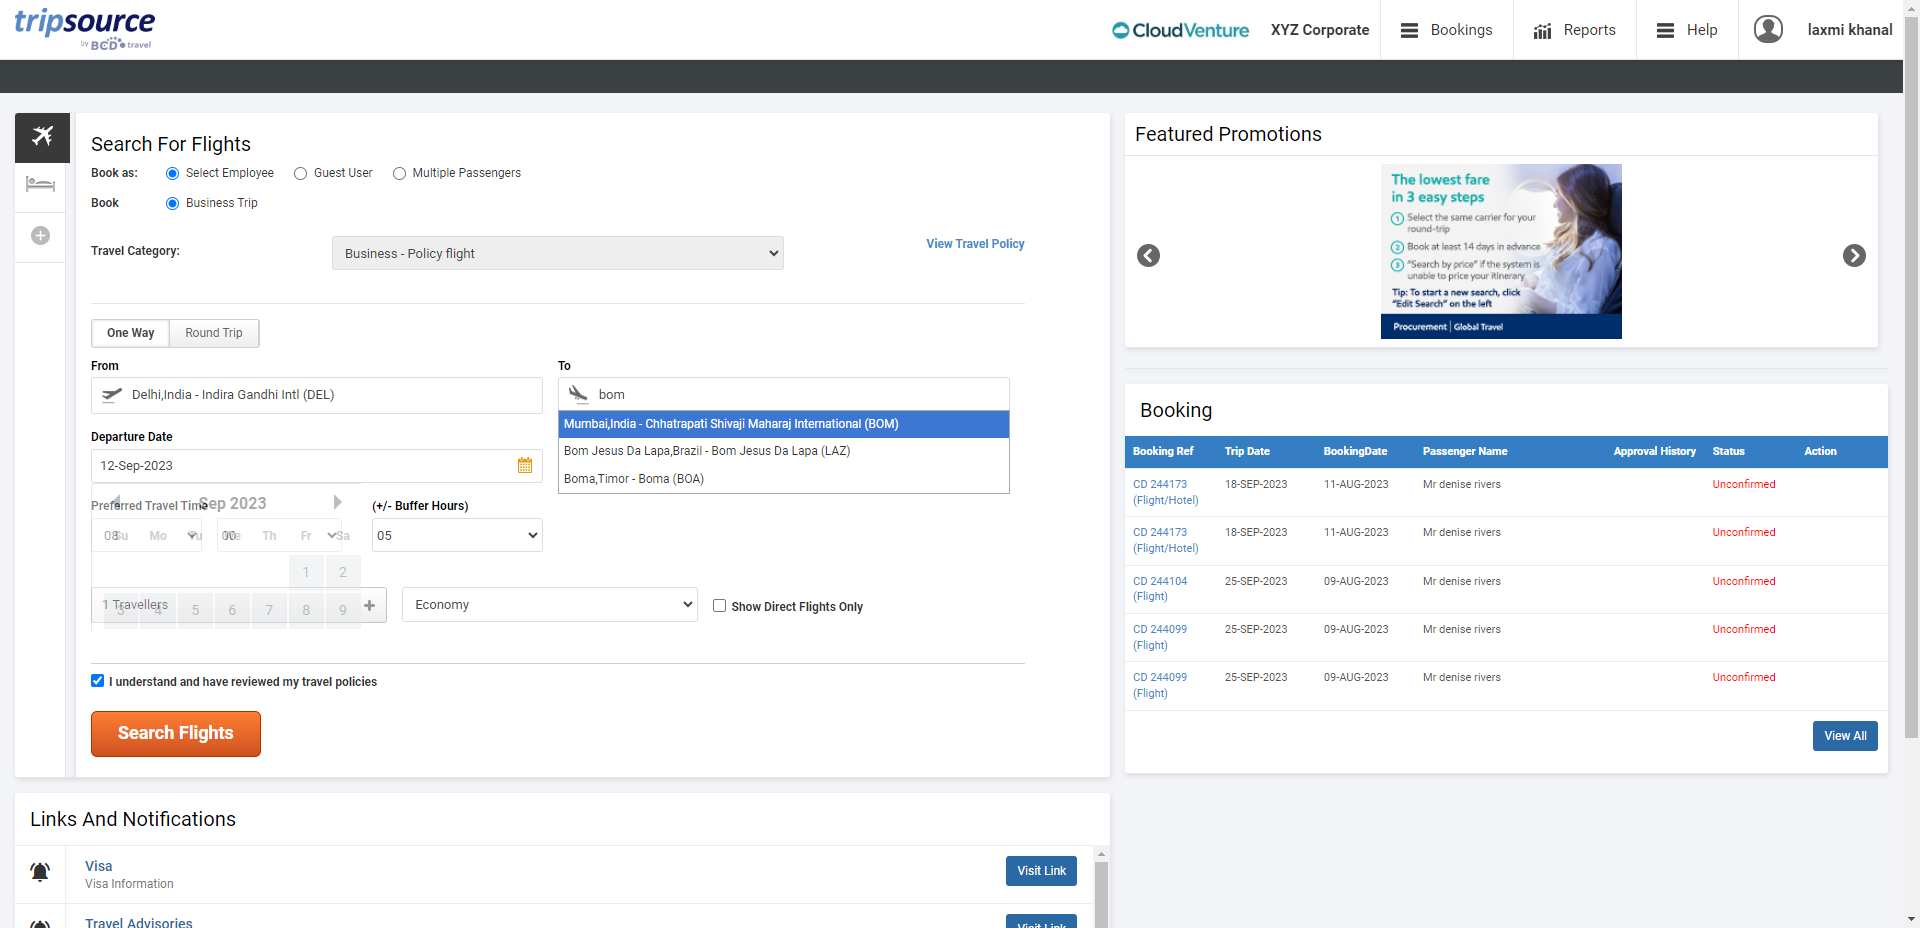 tripsource
by BCD travel
CloudVenture
XYZ Corporate
Bookings
Reports
Help
laxmi khanal
Search For Flights
Book as:
Select Employee
Guest User
Multiple Passengers
Book
Business Trip
Travel Category:
Business - Policy flight
View Travel Policy
One Way
Round Trip
From
To
Delhi,India - Indira Gandhi Intl (DEL)
bom
Mumbai,India - Chhatrapati Shivaji Maharaj International (BOM)
Bom Jesus Da Lapa,Brazil - Bom Jesus Da Lapa (LAZ)
Boma,Timor - Boma (BOA)
Departure Date
12-Sep-2023
Preferred Travel Time
Sep 2023
(+/- Buffer Hours)
08
00
05
Su Mo Tu We Th Fr Sa
1 2
3 4 5 6 7 8 9
1 Travellers
Economy
Show Direct Flights Only
I understand and have reviewed my travel policies
Search Flights
Links And Notifications
Visa
Visa Information
Visit Link
Travel Advisories
Visit Link
Featured Promotions
The lowest fare
in 3 easy steps
1 Select the same carrier for your
round-trip
2 Book at least 14 days in advance
3 "Search by price" if the system is
unable to price your itinerary
Tip: To start a new search, click
"Edit Search" on the left
Procurement | Global Travel
Booking
Booking Ref Trip Date BookingDate Passenger Name Approval History Status Action
CD 244173 18-SEP-2023 11-AUG-2023 Mr denise rivers Unconfirmed
(Flight/Hotel)
CD 244173 18-SEP-2023 11-AUG-2023 Mr denise rivers Unconfirmed
(Flight/Hotel)
CD 244104 25-SEP-2023 09-AUG-2023 Mr denise rivers Unconfirmed
(Flight)
CD 244099 25-SEP-2023 09-AUG-2023 Mr denise rivers Unconfirmed
(Flight)
CD 244099 25-SEP-2023 09-AUG-2023 Mr denise rivers Unconfirmed
(Flight)
View All